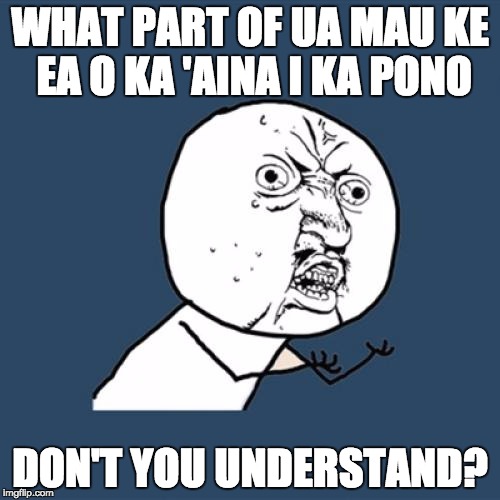 WHAT PART OF UA MAU KE
EA O KA 'AINA I KA PONO
DON'T YOU UNDERSTAND?
imgflip.com